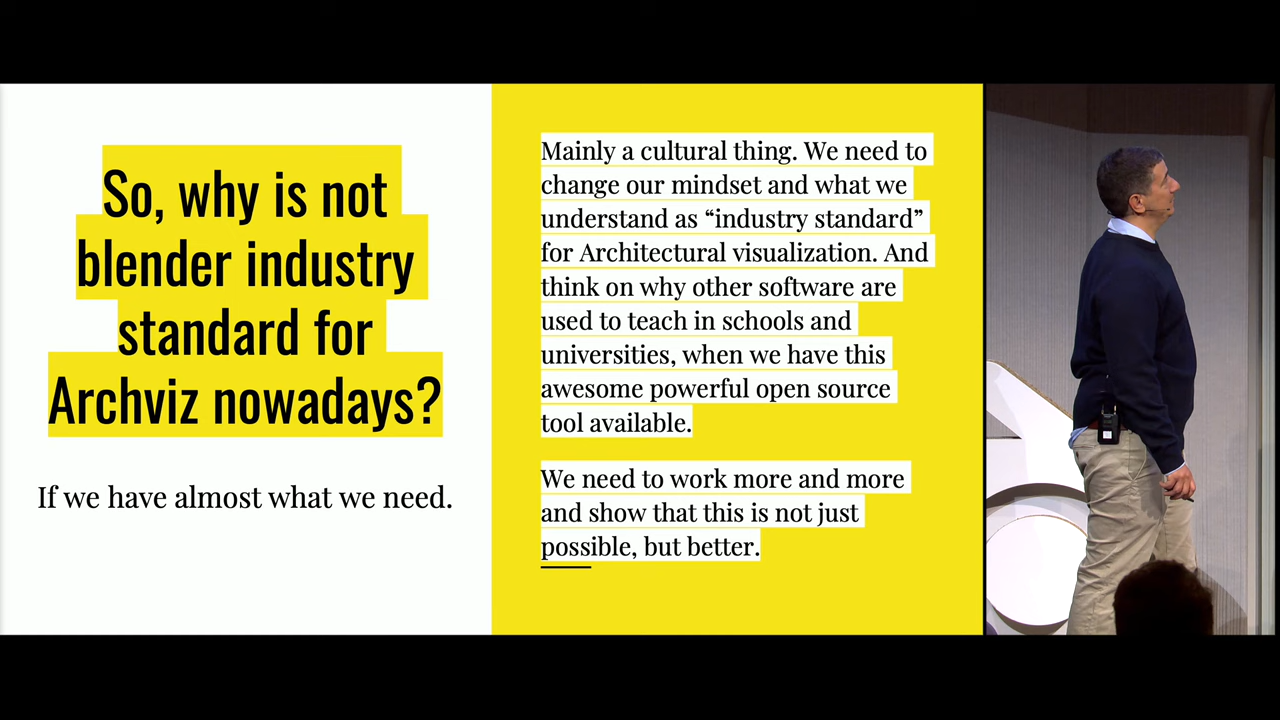 So, why is not
blender industry
standard for
Archviz nowadays?
If we have almost what we need.
Mainly a cultural thing. We need to
change our mindset and what we
understand as “industry standard”
for Architectural visualization. And
think on why other software are
used to teach in schools and
universities, when we have this
awesome powerful open source
tool available.
We need to work more and more
and show that this is not just
possible, but better.